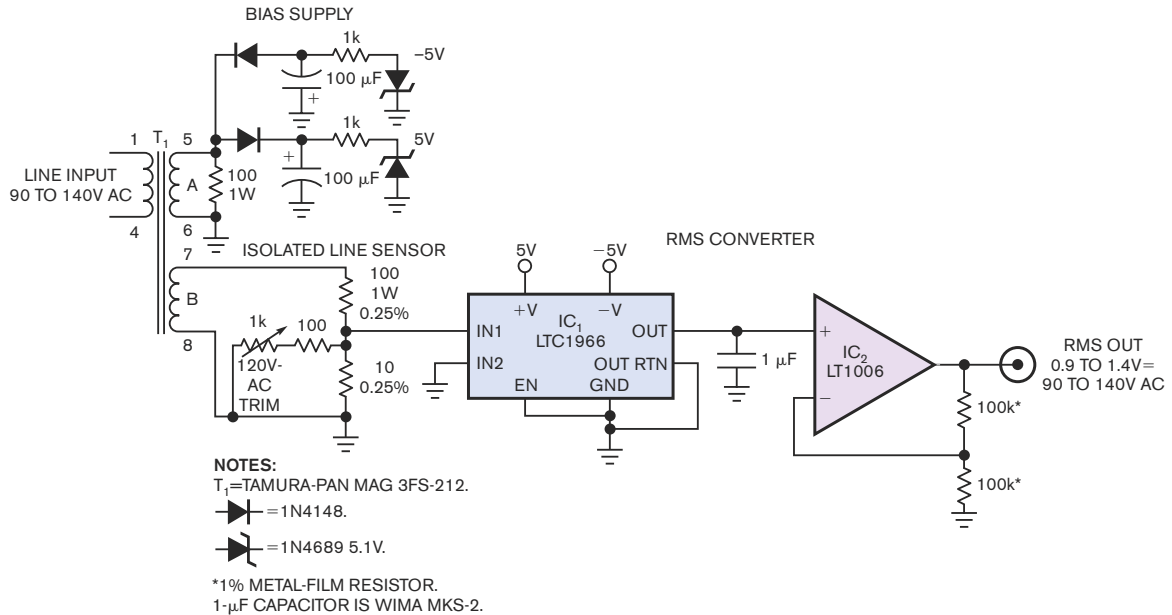 BIAS SUPPLY
1k
–5V
100 µF
+
1k
5V
+
100 µF
1
T1
5
LINE INPUT
90 TO 140V AC
A
100
1W
4
6
7
ISOLATED LINE SENSOR
RMS CONVERTER
B
8
100
1W
0.25%
1k
100
120V-
AC
TRIM
10
0.25%
5V
−5V
+V
−V
IN1
IC1
LTC1966
OUT
IN2
OUT RTN
EN
GND
1 µF
+
IC2
LT1006
−
RMS OUT
0.9 TO 1.4V=
90 TO 140V AC
100k*
100k*
NOTES:
T1=TAMURA-PAN MAG 3FS-212.
=1N4148.
=1N4689 5.1V.
*1% METAL-FILM RESISTOR.
1-µF CAPACITOR IS WIMA MKS-2.